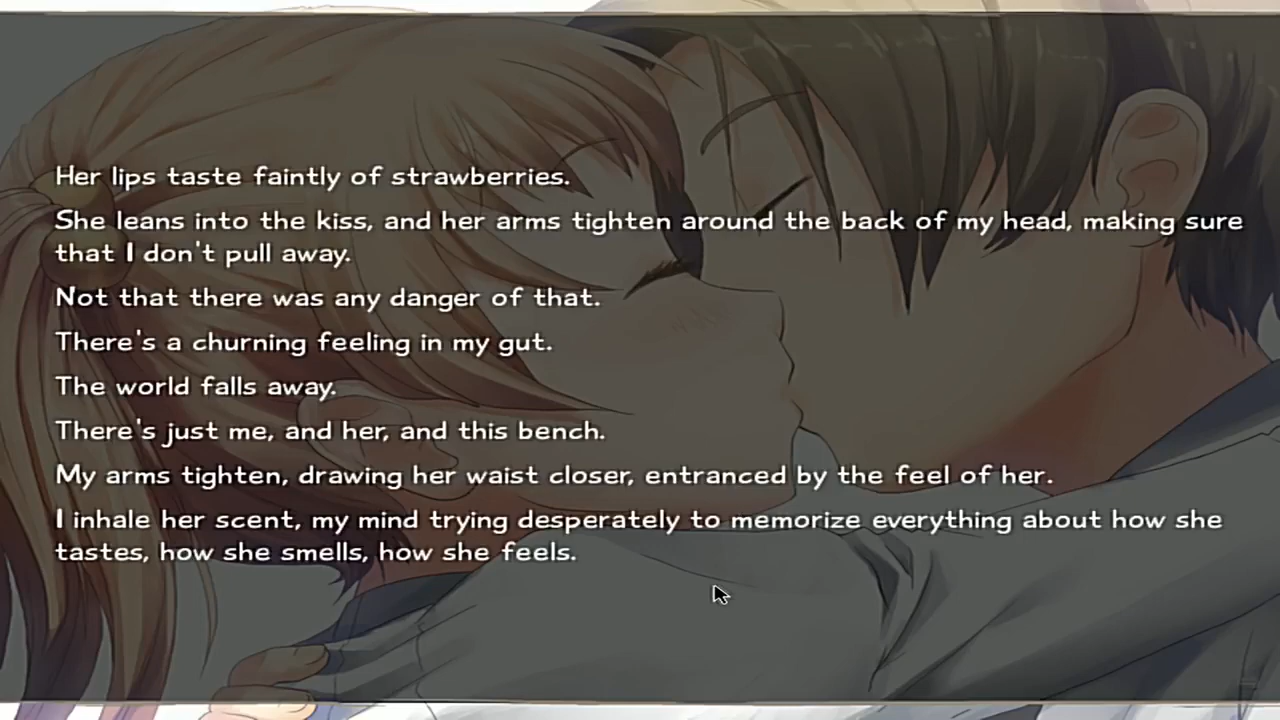 Her lips taste faintly of strawberries.
She leans into the kiss, and her arms tighten around the back of my head, making sure
that I don't pull away.
Not that there was any danger of that.
There's a churning feeling in my gut.
The world falls away.
There's just me, and her, and this bench.
My arms tighten, drawing her waist closer, entranced by the feel of her.
I inhale her scent, my mind trying desperately to memorize everything about how she
tastes, how she smells, how she feels.